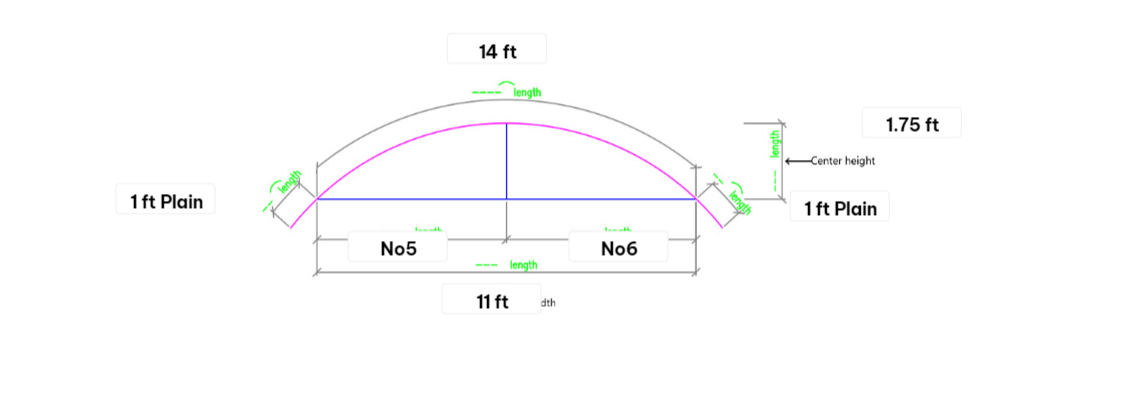 14 ft
---- length
1.75 ft
length ---
Center height
-- length
1 ft Plain
-- length
1 ft Plain
No5
No6
--- length
11 ft
dth